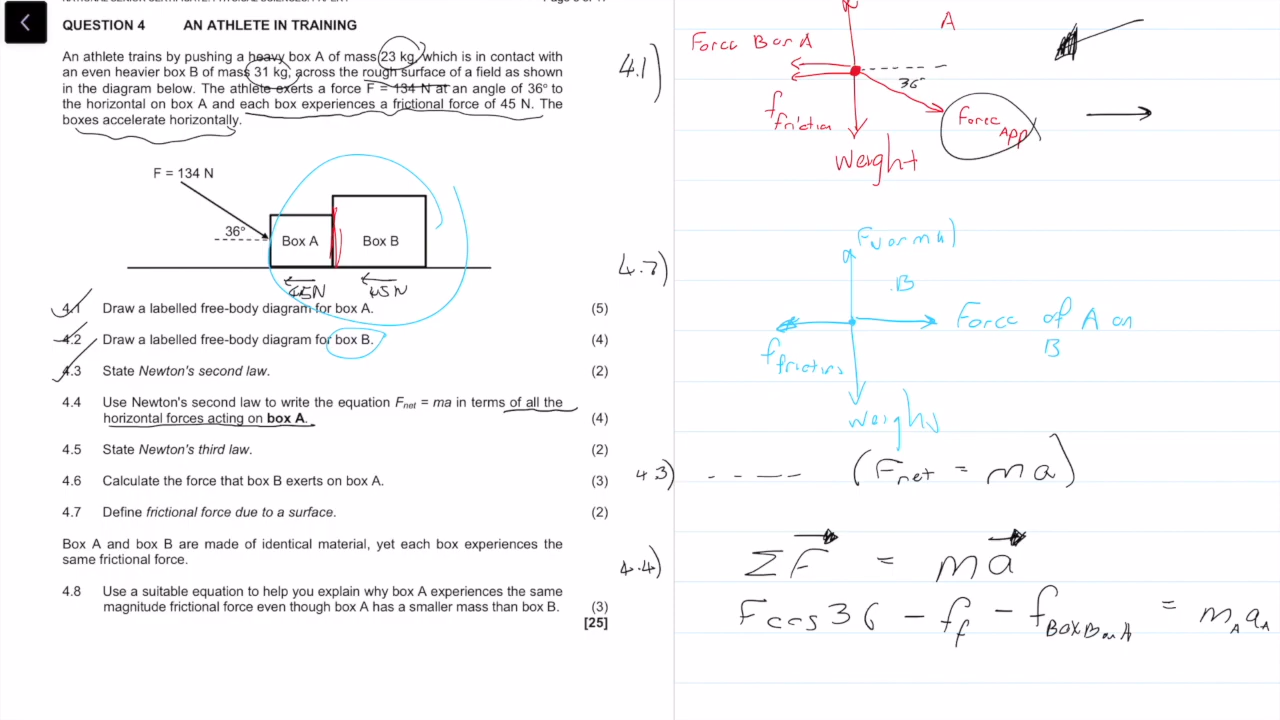 QUESTION 4 AN ATHLETE IN TRAINING
An athlete trains by pushing a heavy box A of mass 23 kg, which is in contact with
an even heavier box B of mass 31 kg, across the rough surface of a field as shown
in the diagram below. The athlete exerts a force F = 134 N at an angle of 36° to
the horizontal on box A and each box experiences a frictional force of 45 N. The
boxes accelerate horizontally.
F = 134 N
36°
Box A
Box B
45N
45N
4.1 Draw a labelled free-body diagram for box A. (5)
4.2 Draw a labelled free-body diagram for box B. (4)
4.3 State Newton's second law. (2)
4.4 Use Newton's second law to write the equation Fnet = ma in terms of all the
horizontal forces acting on box A. (4)
4.5 State Newton's third law. (2)
4.6 Calculate the force that box B exerts on box A. (3)
4.7 Define frictional force due to a surface. (2)
Box A and box B are made of identical material, yet each box experiences the
same frictional force.
4.8 Use a suitable equation to help you explain why box A experiences the same
magnitude frictional force even though box A has a smaller mass than box B. (3)
[25]
4.1)
A
Force B on A
36°
f friction
Force App
Weight
FNormal
B
Force of A on
B
f friction
Weight
4.3) (Fnet = ma)
4.4) ΣF = ma
Fcos36 - ff - fBoxBonA = mAaA